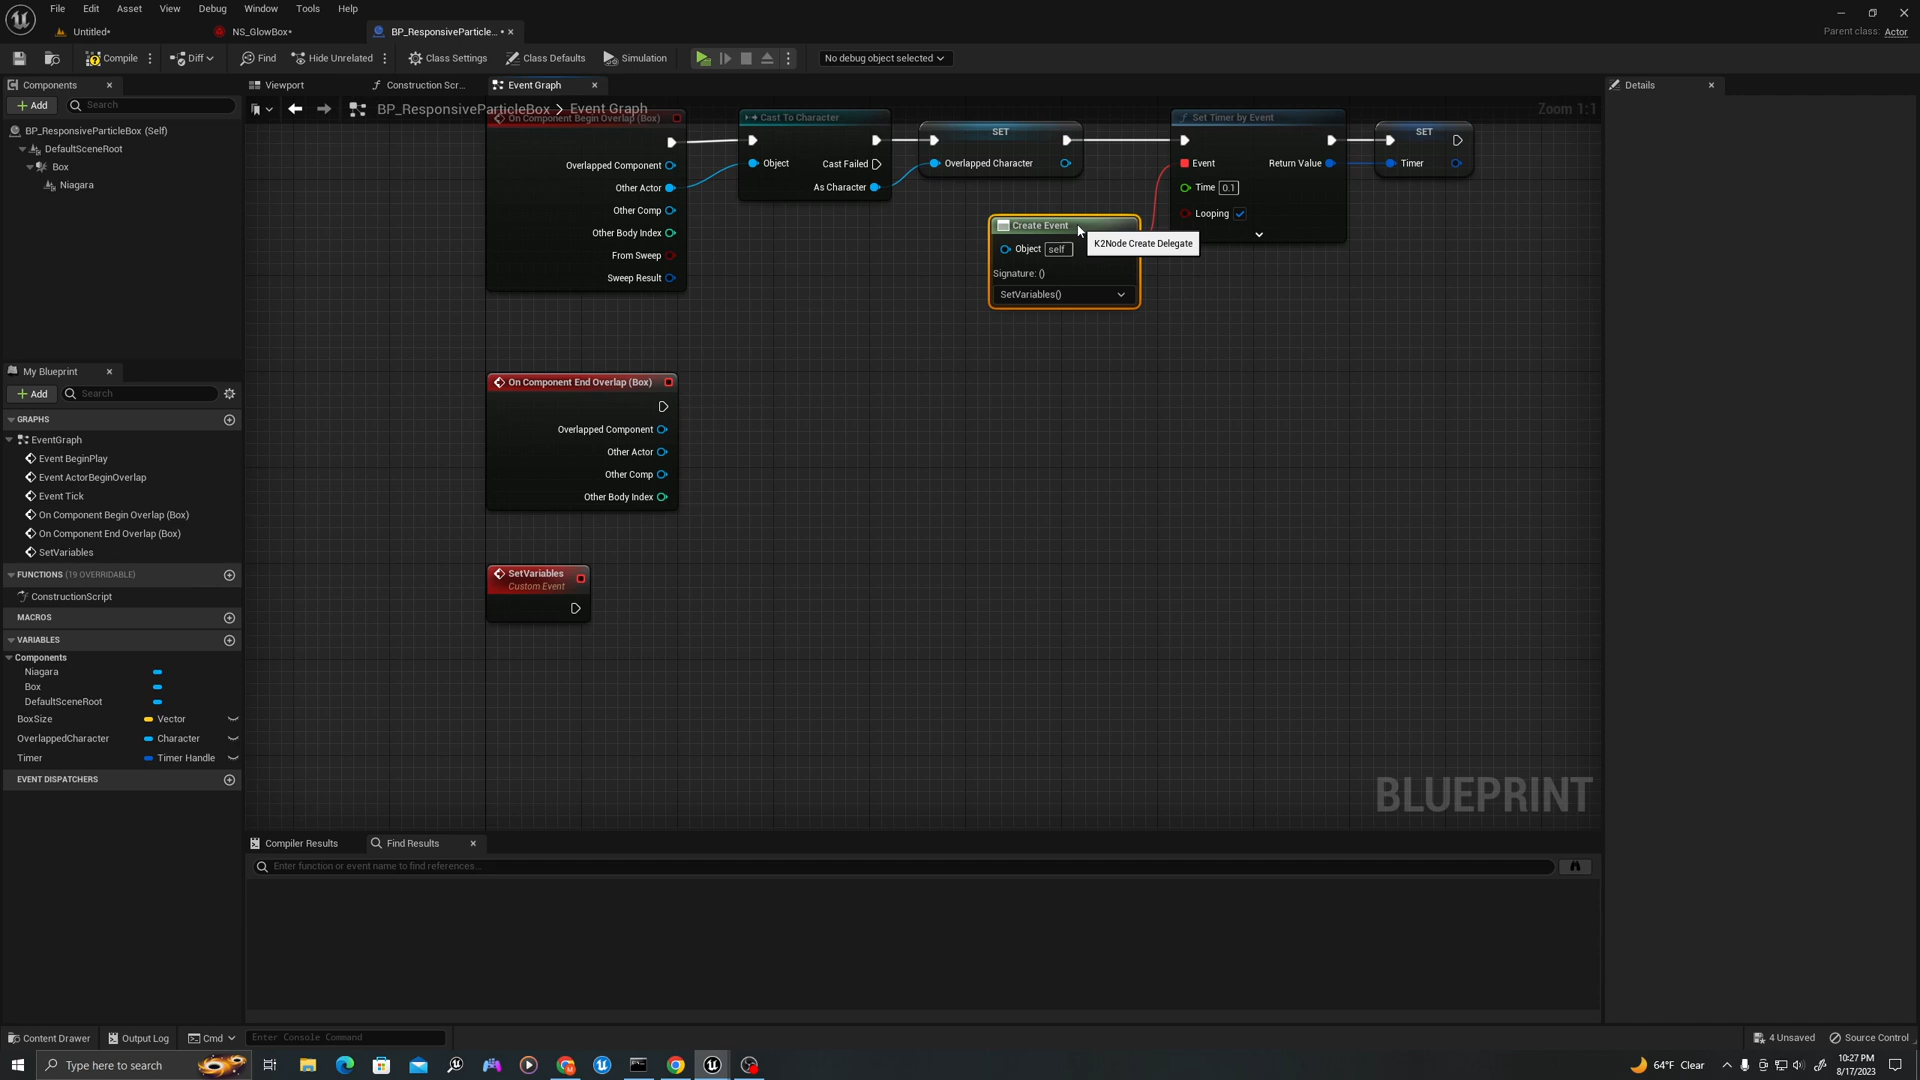 File Edit Asset View Debug Window Tools Help
Untitled* NS_GlowBox* BP_ResponsiveParticle... •
Parent class: Actor
Compile Diff Find Hide Unrelated Class Settings Class Defaults Simulation No debug object selected
Components
Add Search
BP_ResponsiveParticleBox (Self)
DefaultSceneRoot
Box
Niagara
My Blueprint
Add Search
GRAPHS
EventGraph
Event BeginPlay
Event ActorBeginOverlap
Event Tick
On Component Begin Overlap (Box)
On Component End Overlap (Box)
SetVariables
FUNCTIONS (19 OVERRIDABLE)
ConstructionScript
MACROS
VARIABLES
Components
Niagara
Box
DefaultSceneRoot
BoxSize Vector
OverlappedCharacter Character
Timer Timer Handle
EVENT DISPATCHERS
Viewport Construction Scr... Event Graph
BP_ResponsiveParticleBox > Event Graph
Zoom 1:1
On Component Begin Overlap (Box)
Overlapped Component
Other Actor
Other Comp
Other Body Index
From Sweep
Sweep Result
Cast To Character
Object Cast Failed
As Character
SET
Overlapped Character
Create Event
Object self
Signature: ()
SetVariables()
K2Node Create Delegate
Set Timer by Event
Event Return Value
Time 0.1
Looping
SET
Timer
On Component End Overlap (Box)
Overlapped Component
Other Actor
Other Comp
Other Body Index
SetVariables
Custom Event
BLUEPRINT
Compiler Results Find Results
Enter function or event name to find references...
Details
Content Drawer Output Log Cmd Enter Console Command
4 Unsaved Source Control
Type here to search
64°F Clear
10:27 PM
8/17/2023